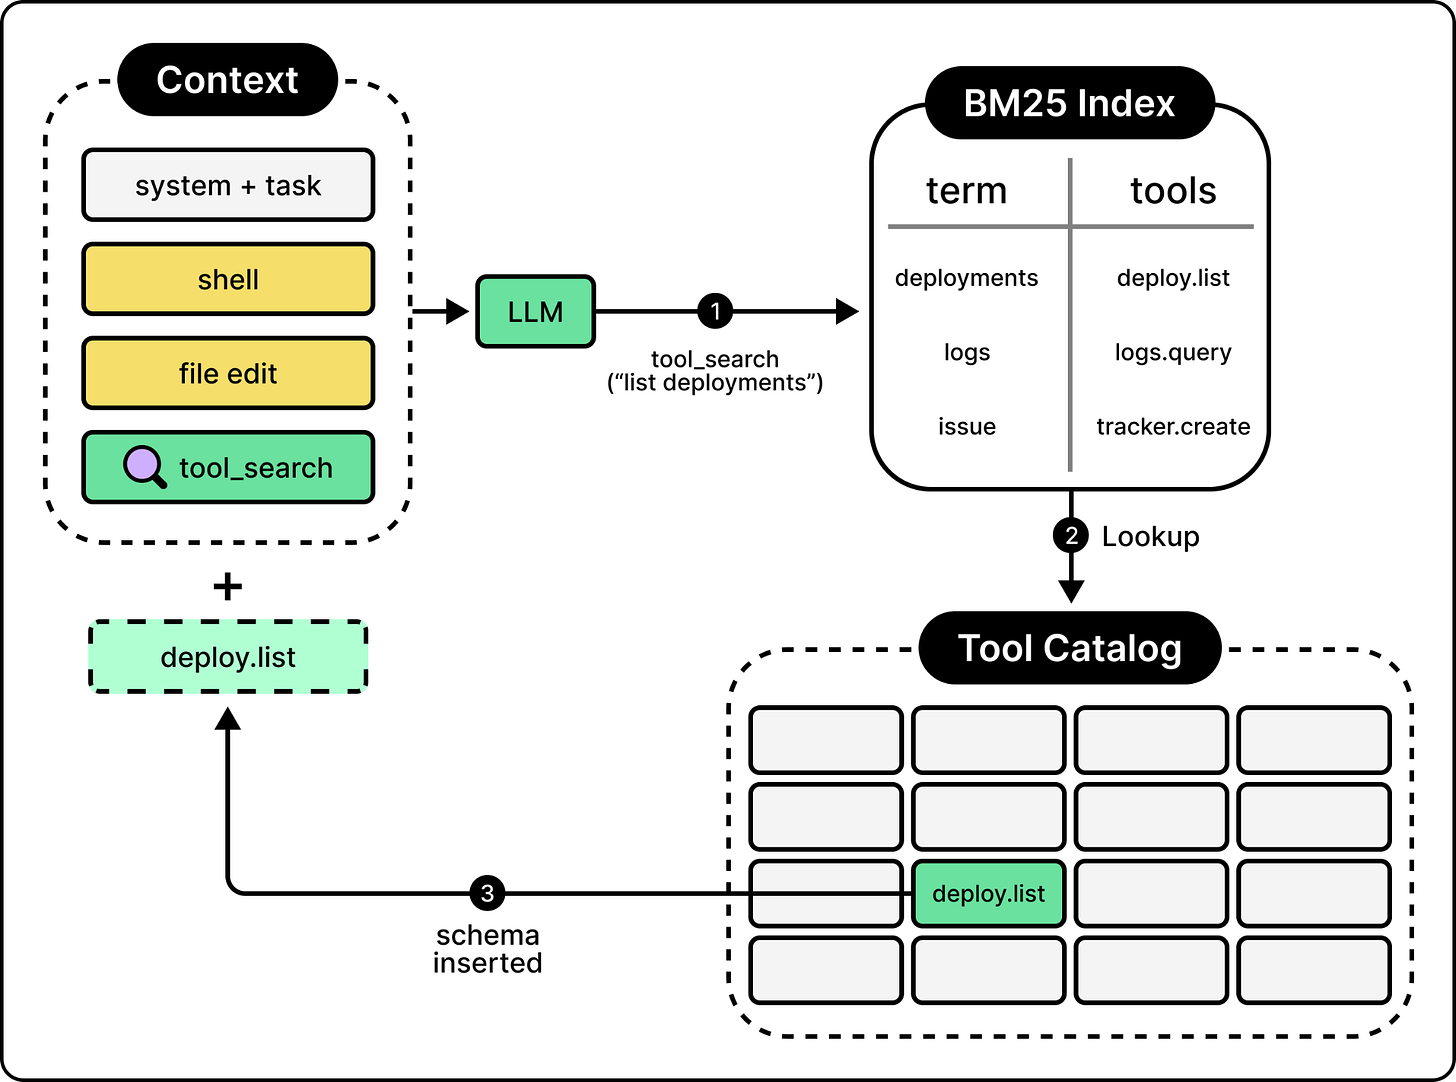 Context
system + task
shell
file edit
tool_search
+
deploy.list
LLM
1
tool_search
(“list deployments”)
BM25 Index
term tools
deployments deploy.list
logs logs.query
issue tracker.create
2 Lookup
Tool Catalog
deploy.list
3
schema
inserted